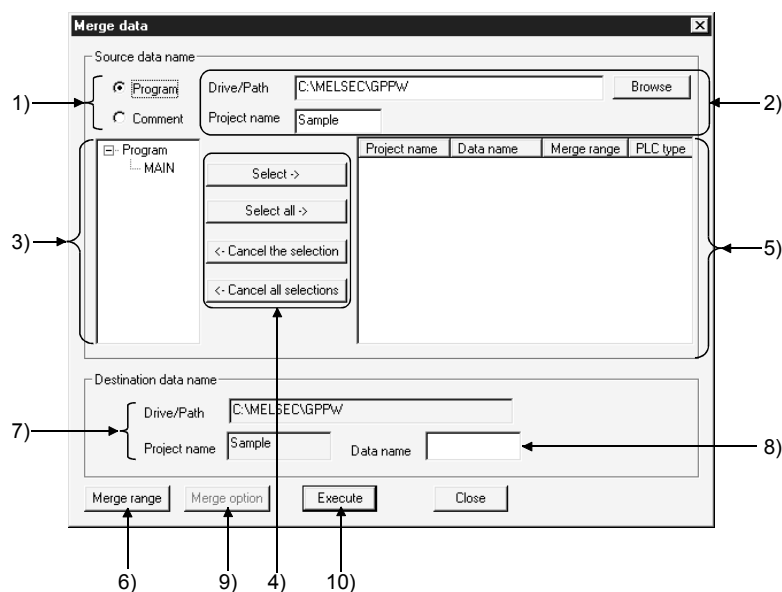 Merge data
Source data name
1)
Program
Drive/Path
C:\MELSEC\GPPW
Browse
2)
Comment
Project name
Sample
3)
Program
MAIN
Select ->
Select all ->
<- Cancel the selection
<- Cancel all selections
Project name Data name Merge range PLC type
5)
Destination data name
7)
Drive/Path
C:\MELSEC\GPPW
Project name
Sample
Data name
8)
Merge range
Merge option
Execute
Close
6) 9) 4) 10)